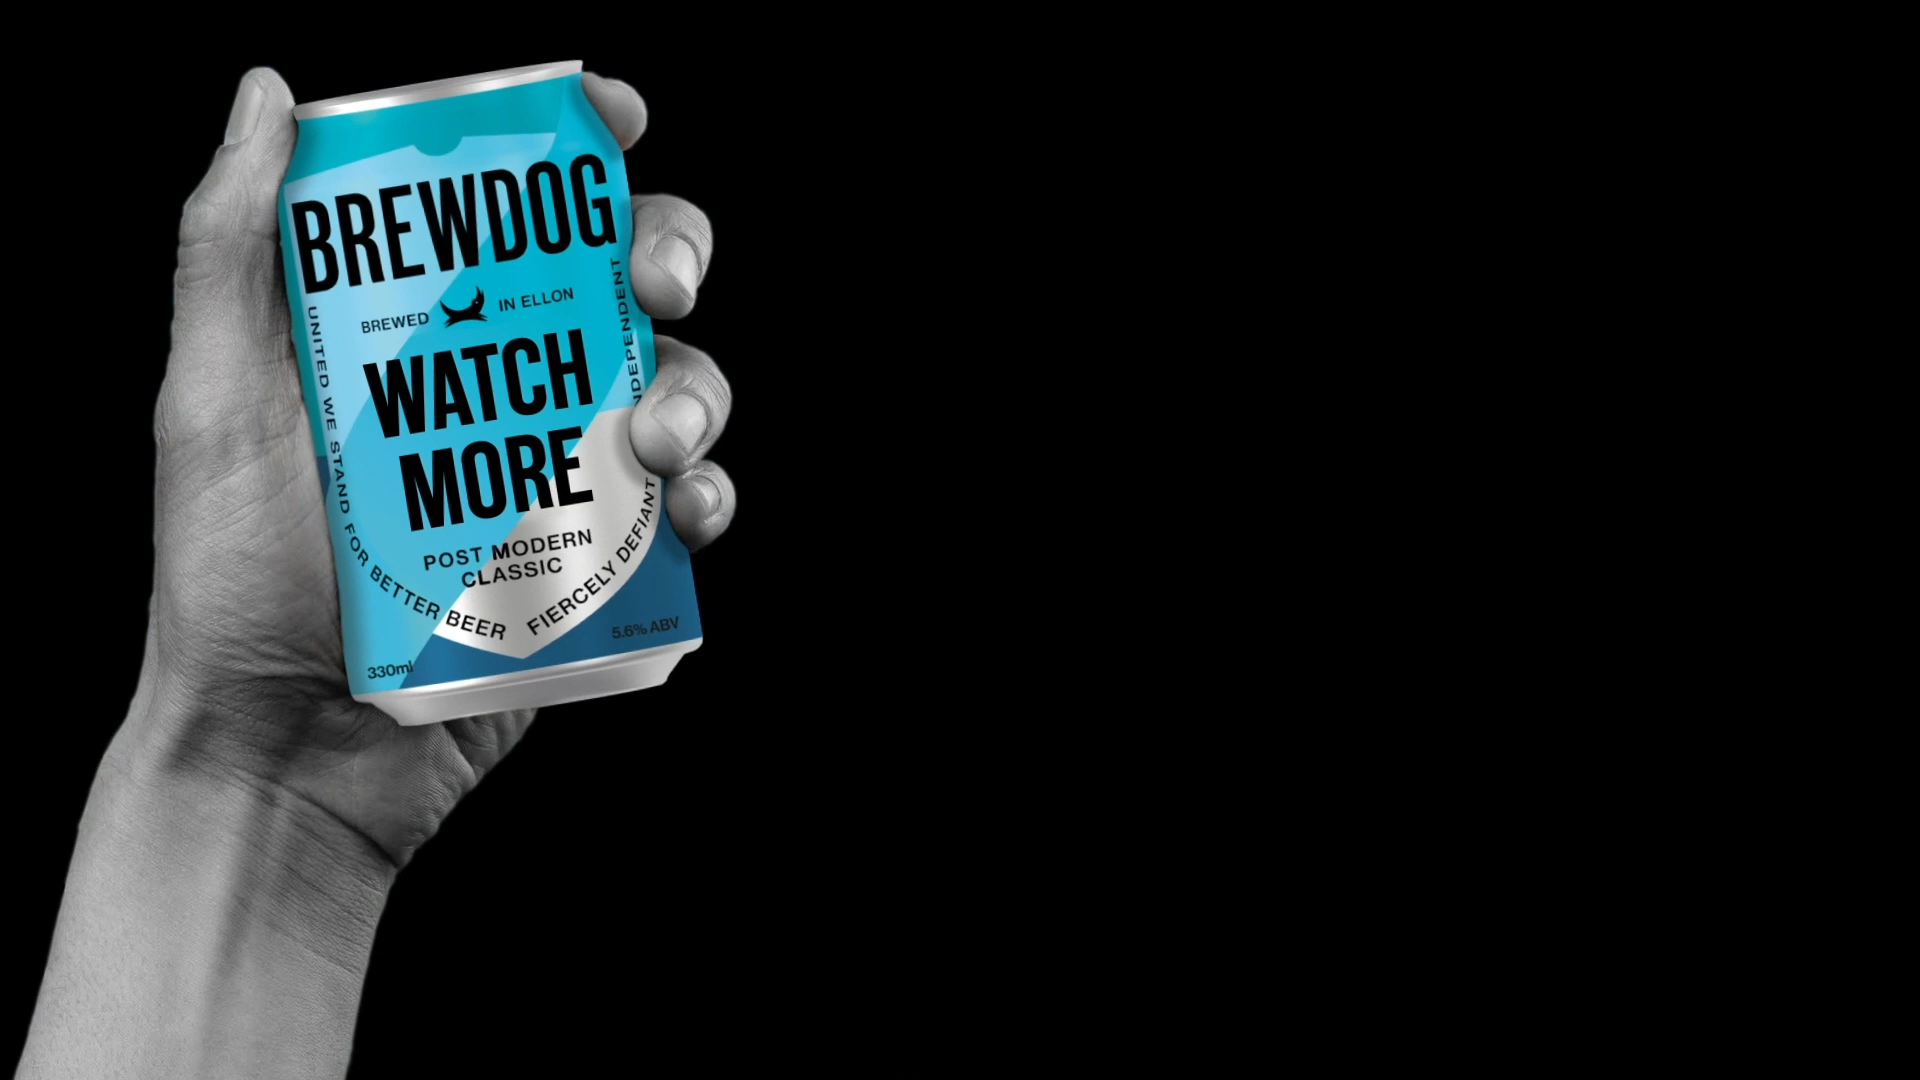 BREWDOG
BREWED IN ELLON
WATCH
MORE
POST MODERN
CLASSIC
UNITED WE STAND FOR BETTER BEER
FIERCELY DEFIANT
INDEPENDENT
330ml
5.6% ABV